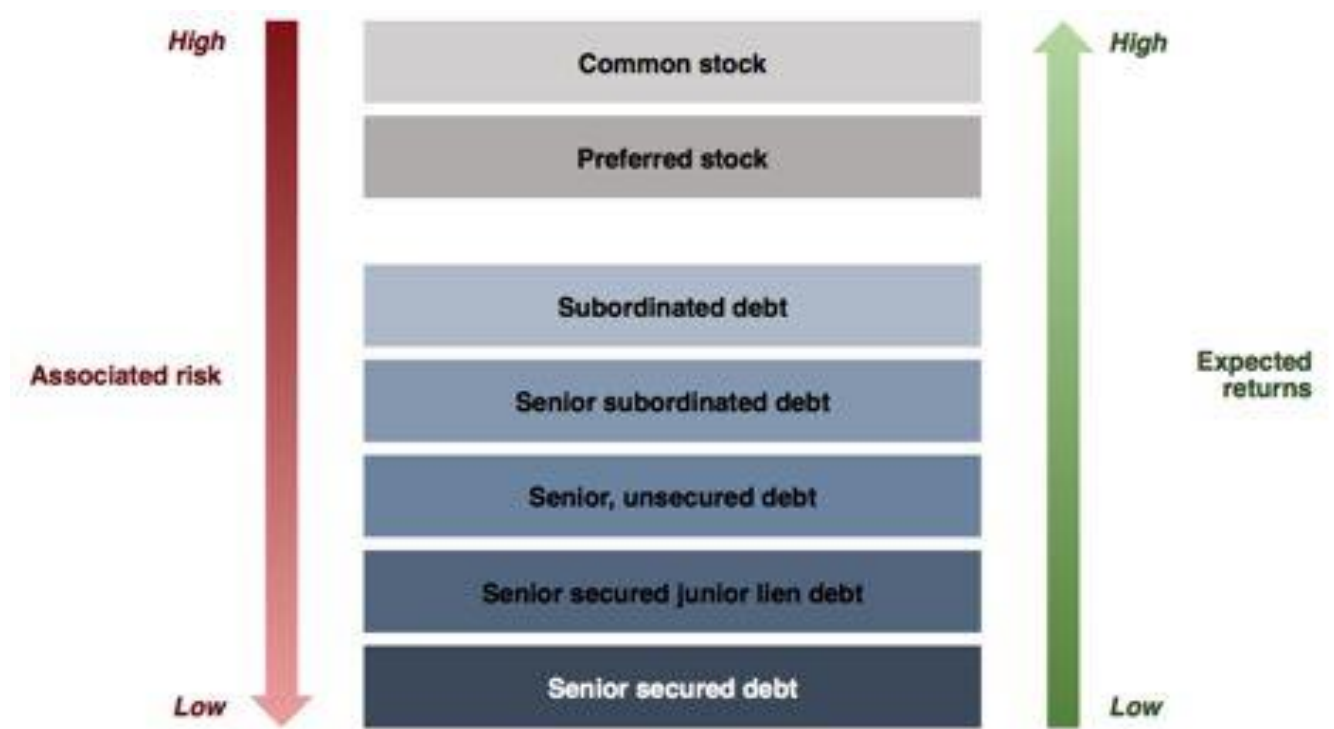 High
High
Common stock
Preferred stock
Subordinated debt
Associated risk
Expected
returns
Senior subordinated debt
Senior, unsecured debt
Senior secured junior lien debt
Senior secured debt
Low
Low